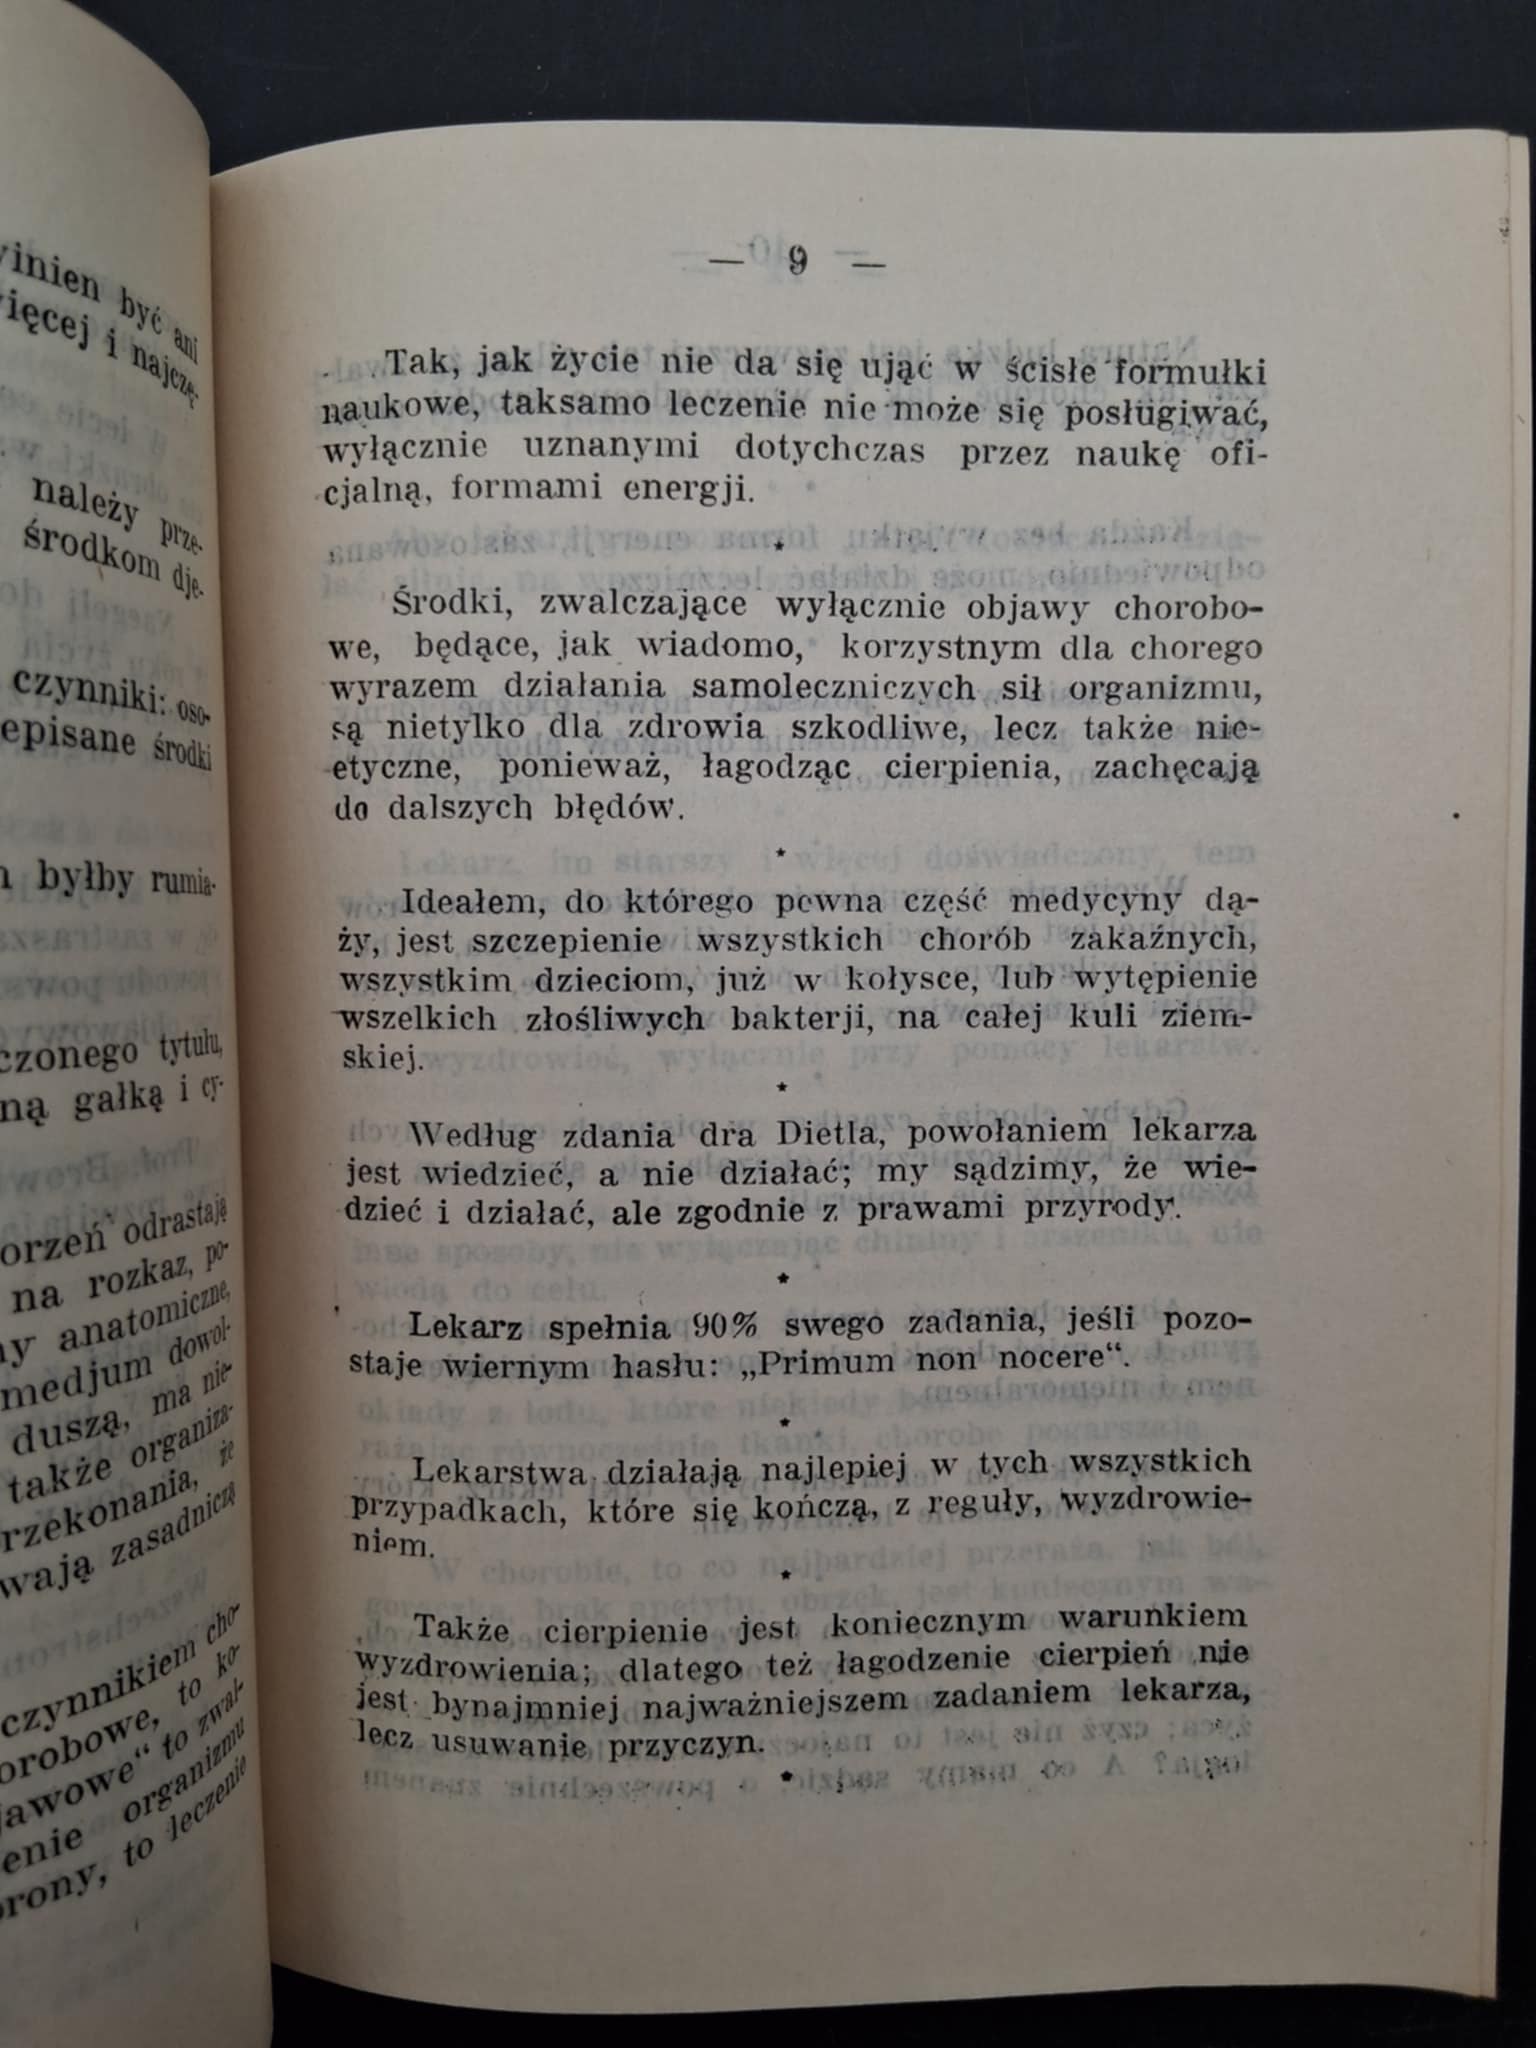 winien być ani
więcej i najczę-
należy prze-
środkom dje-
czynniki: oso-
episane środki
byłby rumia-
czonego tytułu,
ną gałką i cy-
orzeń odrastają
na rozkaz, po-
anatomiczne,
medjum dowol-
duszą, ma nie-
także organiza-
rzekonania, że
wają zasadniczą
czynnikiem cho-
orobowe, to ko-
jawowe“ to zwal-
enie organizmu
orony, to leczenie
— 9 —
Tak, jak życie nie da się ująć w ścisłe formułki
naukowe, taksamo leczenie nie może się posługiwać,
wyłącznie uznanymi dotychczas przez naukę ofi-
cjalną, formami energji.
*
Środki, zwalczające wyłącznie objawy chorobo-
we, będące, jak wiadomo, korzystnym dla chorego
wyrazem działania samoleczniczych sił organizmu,
są nietylko dla zdrowia szkodliwe, lecz także nie-
etyczne, ponieważ, łagodząc cierpienia, zachęcają
do dalszych błędów.
*
Ideałem, do którego pewna część medycyny dą-
ży, jest szczepienie wszystkich chorób zakaźnych,
wszystkim dzieciom, już w kołysce, lub wytępienie
wszelkich złośliwych bakterji, na całej kuli ziem-
skiej.
*
Według zdania dra Dietla, powołaniem lekarza
jest wiedzieć, a nie działać; my sądzimy, że wie-
dzieć i działać, ale zgodnie z prawami przyrody.
*
Lekarz spełnia 90% swego zadania, jeśli pozo-
staje wiernym hasłu: „Primum non nocere“.
*
Lekarstwa działają najlepiej w tych wszystkich
przypadkach, które się kończą, z reguły, wyzdrowie-
niem.
*
Także cierpienie jest koniecznym warunkiem
wyzdrowienia; dlatego też łagodzenie cierpień nie
jest bynajmniej najważniejszem zadaniem lekarza,
lecz usuwanie przyczyn.
*